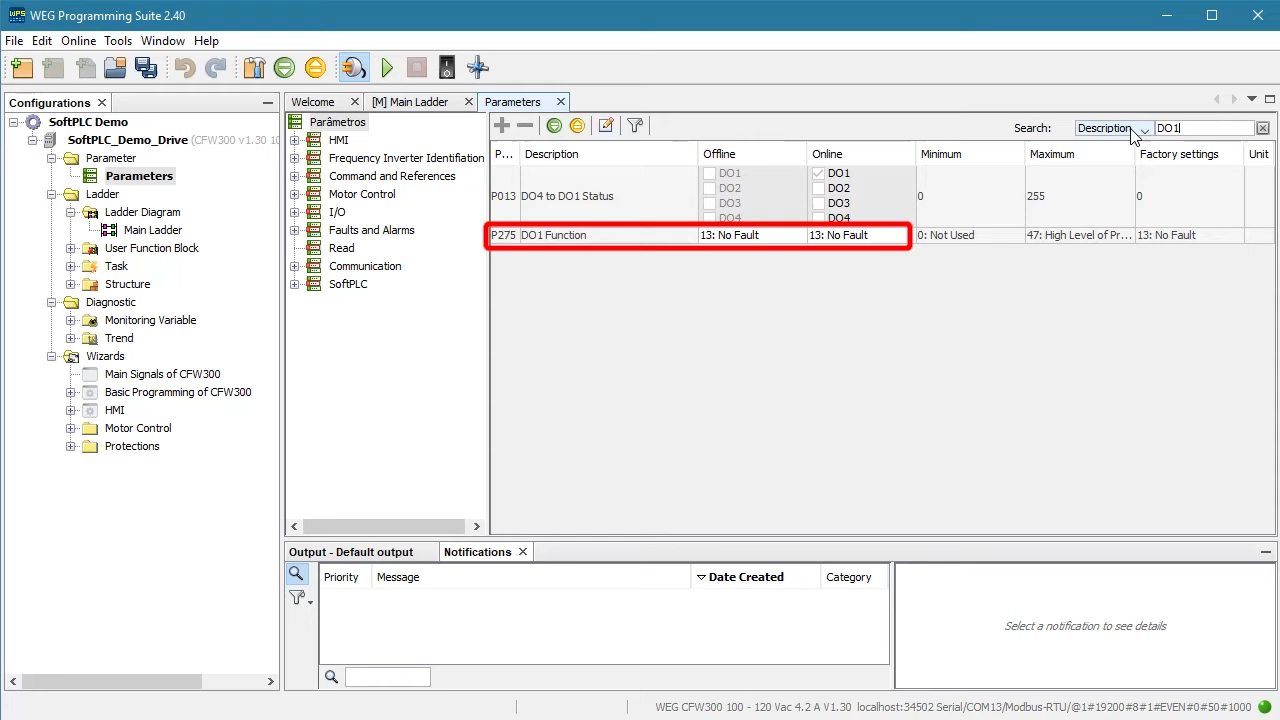 WPS WEG Programming Suite 2.40
File Edit Online Tools Window Help
Configurations
SoftPLC Demo
SoftPLC_Demo_Drive (CFW300 v1.30 10
Parameter
Parameters
Ladder
Ladder Diagram
Main Ladder
User Function Block
Task
Structure
Diagnostic
Monitoring Variable
Trend
Wizards
Main Signals of CFW300
Basic Programming of CFW300
HMI
Motor Control
Protections
Welcome [M] Main Ladder Parameters
Parâmetros
HMI
Frequency Inverter Identifiation
Command and References
Motor Control
I/O
Faults and Alarms
Read
Communication
SoftPLC
Search: Description DO1
P... Description Offline Online Minimum Maximum Factory settings Unit
P013 DO4 to DO1 Status DO1 DO1 0 255 0
DO2 DO2
DO3 DO3
DO4 DO4
P275 DO1 Function 13: No Fault 13: No Fault 0: Not Used 47: High Level of Pr... 13: No Fault
Output - Default output Notifications
Priority Message Date Created Category
Select a notification to see details
WEG CFW300 100 - 120 Vac 4.2 A V1.30 localhost:34502 Serial/COM13/Modbus-RTU/@1#19200#8#1#EVEN#0#50#1000